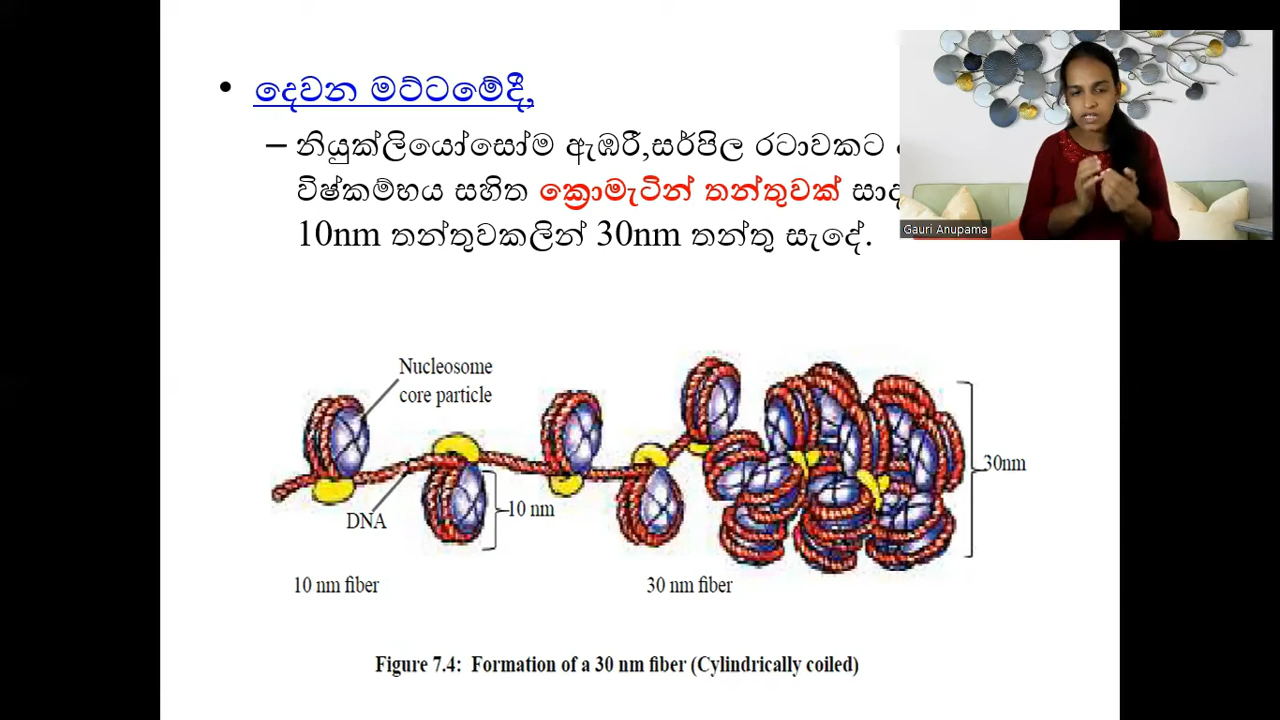 • දෙවන මට්ටමේදී,
– නියුක්ලියෝසෝම ඇඹරී,සර්පිල රටාවකට
විෂ්කම්භය සහිත ක්‍රොමැටින් තන්තුවක්
10nm තන්තුවකලින් 30nm තන්තු සැදේ.
Gauri Anupama
Nucleosome
core particle
30nm
DNA
10 nm
10 nm fiber
30 nm fiber
Figure 7.4: Formation of a 30 nm fiber (Cylindrically coiled)